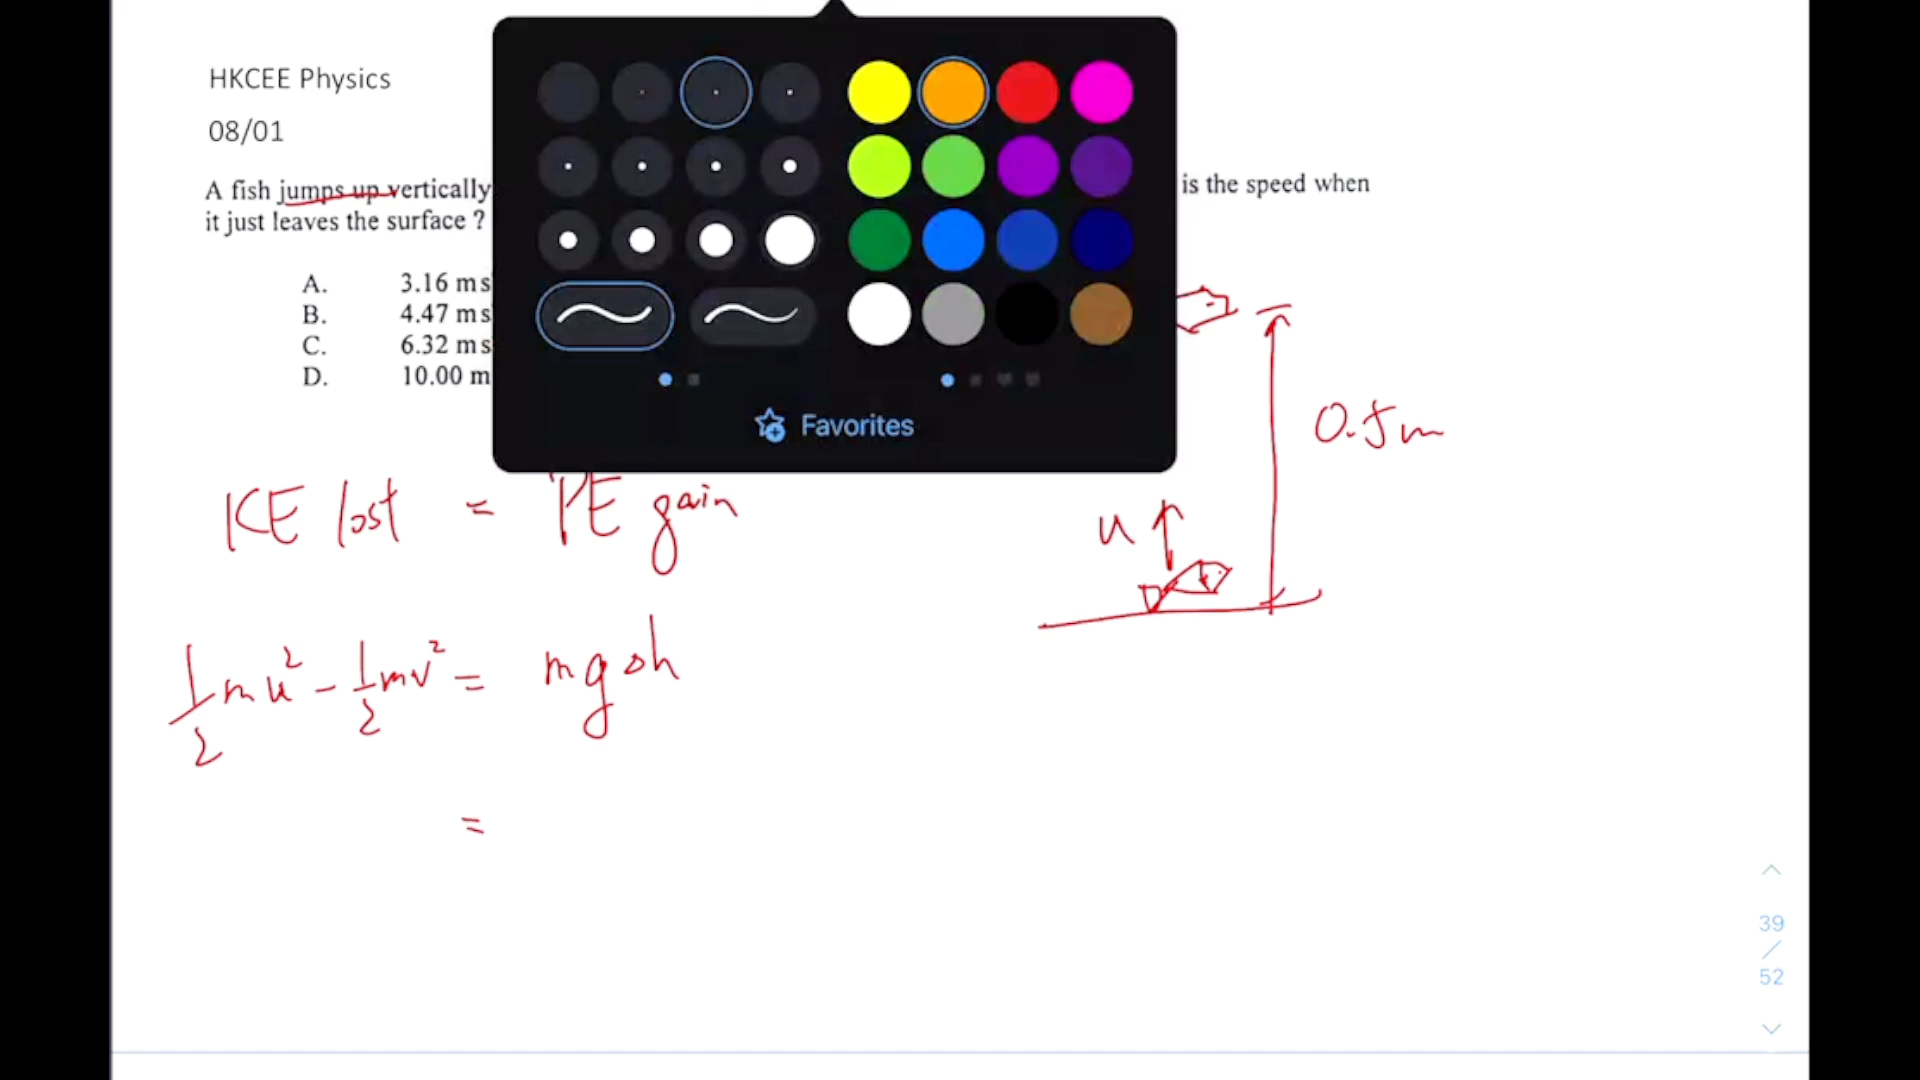 HKCEE Physics
08/01
A fish jumps up vertically is the speed when
it just leaves the surface ?
A. 3.16 m s
B. 4.47 m s
C. 6.32 m s
D. 10.00 m
Favorites
0.5m
KE lost = PE gain
u
1/2 mu² - 1/2 mv² = mg△h
=
39
/
52